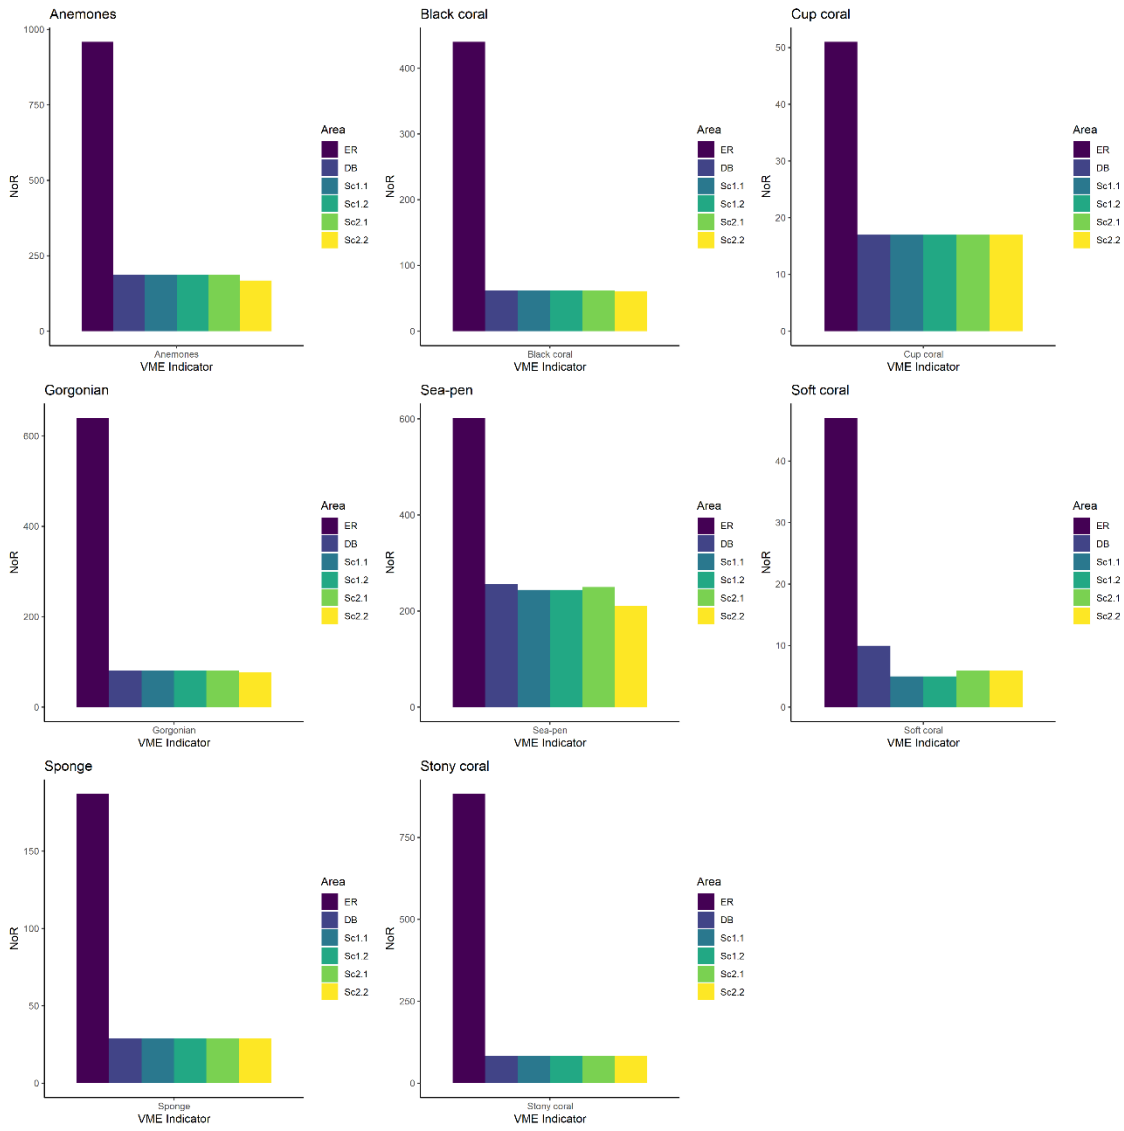 Anemones
NoR
1000
750
500
250
0
Anemones
VME Indicator
Area
ER
DB
Sc1.1
Sc1.2
Sc2.1
Sc2.2
Black coral
NoR
400
300
200
100
0
Black coral
VME Indicator
Area
ER
DB
Sc1.1
Sc1.2
Sc2.1
Sc2.2
Cup coral
NoR
50
40
30
20
10
0
Cup coral
VME Indicator
Area
ER
DB
Sc1.1
Sc1.2
Sc2.1
Sc2.2
Gorgonian
NoR
600
400
200
0
Gorgonian
VME Indicator
Area
ER
DB
Sc1.1
Sc1.2
Sc2.1
Sc2.2
Sea-pen
NoR
600
400
200
0
Sea-pen
VME Indicator
Area
ER
DB
Sc1.1
Sc1.2
Sc2.1
Sc2.2
Soft coral
NoR
40
30
20
10
0
Soft coral
VME Indicator
Area
ER
DB
Sc1.1
Sc1.2
Sc2.1
Sc2.2
Sponge
NoR
150
100
50
0
Sponge
VME Indicator
Area
ER
DB
Sc1.1
Sc1.2
Sc2.1
Sc2.2
Stony coral
NoR
750
500
250
0
Stony coral
VME Indicator
Area
ER
DB
Sc1.1
Sc1.2
Sc2.1
Sc2.2